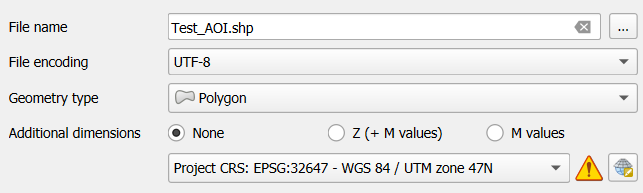 File name Test_AOI.shp ...
File encoding UTF-8
Geometry type Polygon
Additional dimensions None Z (+ M values) M values
Project CRS: EPSG:32647 - WGS 84 / UTM zone 47N